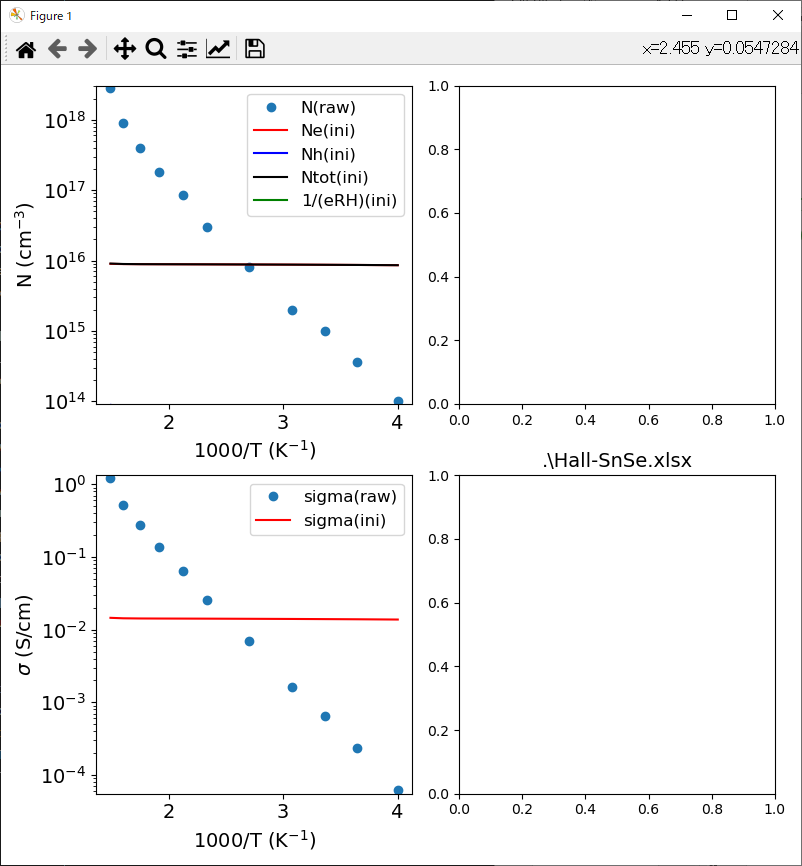 Figure 1
x=2.455 y=0.0547284
N (cm⁻³)
10¹⁸
10¹⁷
10¹⁶
10¹⁵
10¹⁴
N(raw)
Ne(ini)
Nh(ini)
Ntot(ini)
1/(eRH)(ini)
2 3 4
1000/T (K⁻¹)
1.0
0.8
0.6
0.4
0.2
0.0
0.0 0.2 0.4 0.6 0.8 1.0
σ (S/cm)
10⁰
10⁻¹
10⁻²
10⁻³
10⁻⁴
sigma(raw)
sigma(ini)
2 3 4
1000/T (K⁻¹)
.\Hall-SnSe.xlsx
1.0
0.8
0.6
0.4
0.2
0.0
0.0 0.2 0.4 0.6 0.8 1.0